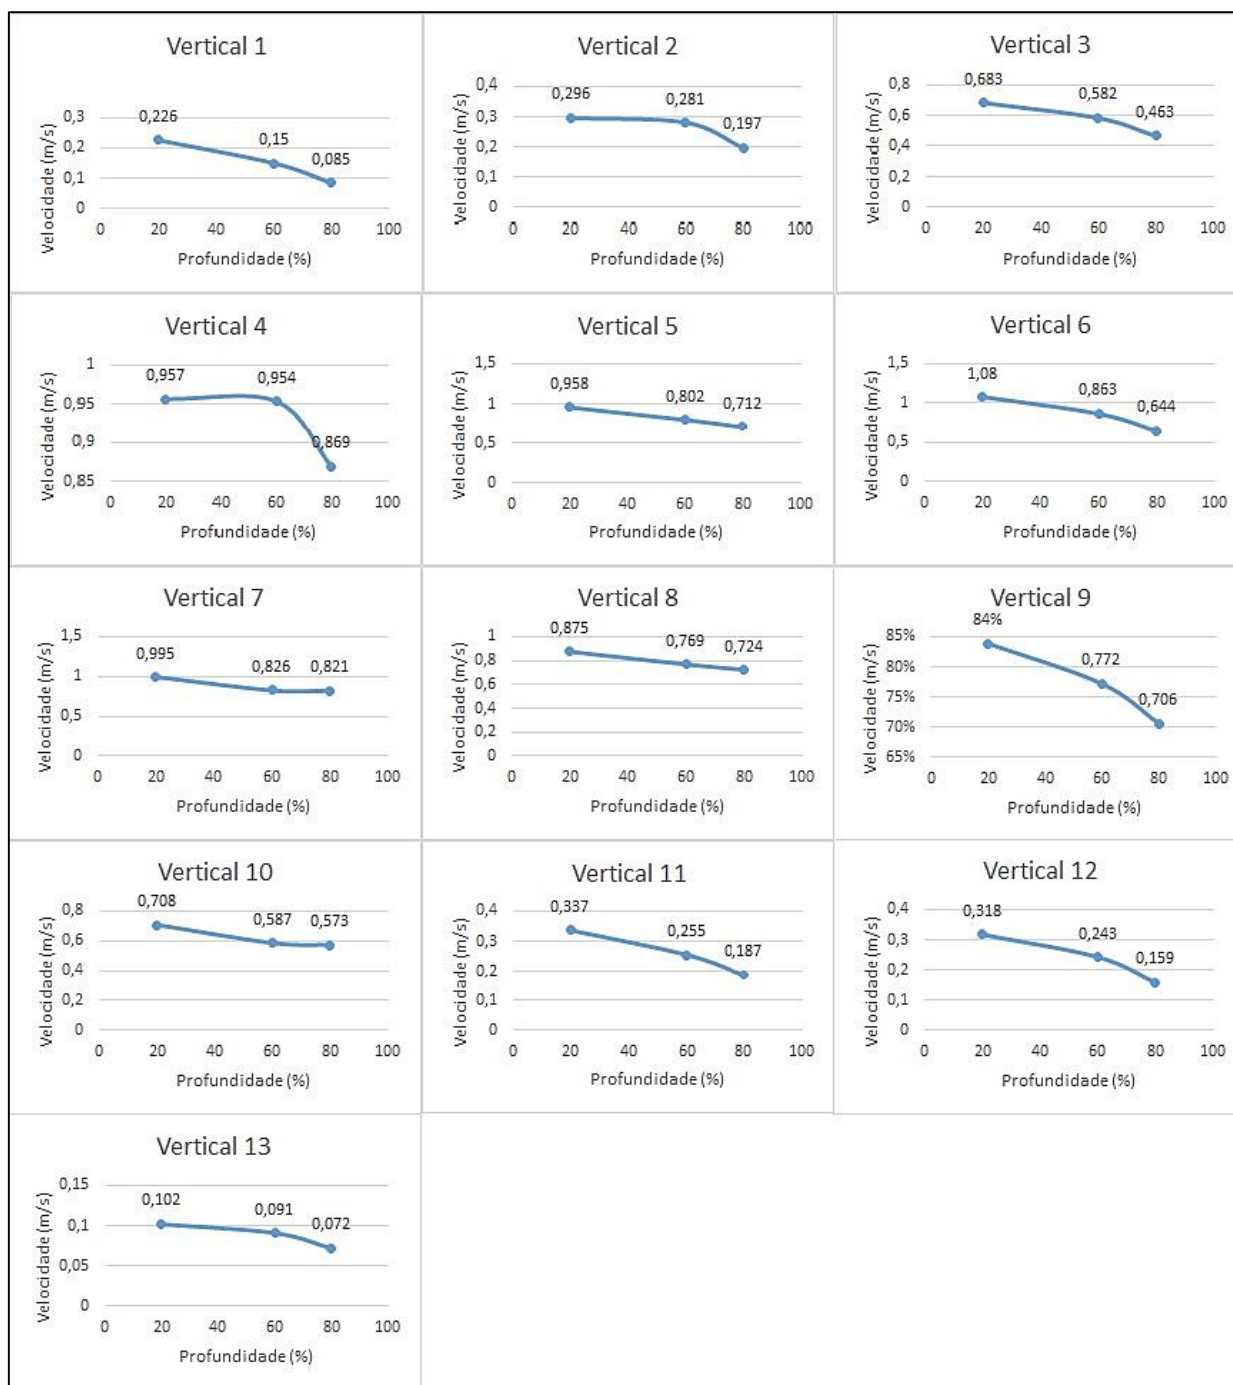 Vertical 1
0,226
0,15
0,085
0,3
0,2
0,1
0
Velocidade (m/s)
0 20 40 60 80 100
Profundidade (%)
Vertical 2
0,296
0,281
0,197
0,4
0,3
0,2
0,1
0
Velocidade (m/s)
0 20 40 60 80 100
Profundidade (%)
Vertical 3
0,683
0,582
0,463
0,8
0,6
0,4
0,2
0
Velocidade (m/s)
0 20 40 60 80 100
Profundidade (%)
Vertical 4
0,957
0,954
0,869
1
0,95
0,9
0,85
Velocidade (m/s)
0 20 40 60 80 100
Profundidade (%)
Vertical 5
0,958
0,802
0,712
1,5
1
0,5
0
Velocidade (m/s)
0 20 40 60 80 100
Profundidade (%)
Vertical 6
1,08
0,863
0,644
1,5
1
0,5
0
Velocidade (m/s)
0 20 40 60 80 100
Profundidade (%)
Vertical 7
0,995
0,826
0,821
1,5
1
0,5
0
Velocidade (m/s)
0 20 40 60 80 100
Profundidade (%)
Vertical 8
0,875
0,769
0,724
1
0,8
0,6
0,4
0,2
0
Velocidade (m/s)
0 20 40 60 80 100
Profundidade (%)
Vertical 9
84%
0,772
0,706
85%
80%
75%
70%
65%
Velocidade (m/s)
0 20 40 60 80 100
Profundidade (%)
Vertical 10
0,708
0,587
0,573
0,8
0,6
0,4
0,2
0
Velocidade (m/s)
0 20 40 60 80 100
Profundidade (%)
Vertical 11
0,337
0,255
0,187
0,4
0,3
0,2
0,1
0
Velocidade (m/s)
0 20 40 60 80 100
Profundidade (%)
Vertical 12
0,318
0,243
0,159
0,4
0,3
0,2
0,1
0
Velocidade (m/s)
0 20 40 60 80 100
Profundidade (%)
Vertical 13
0,102
0,091
0,072
0,15
0,1
0,05
0
Velocidade (m/s)
0 20 40 60 80 100
Profundidade (%)